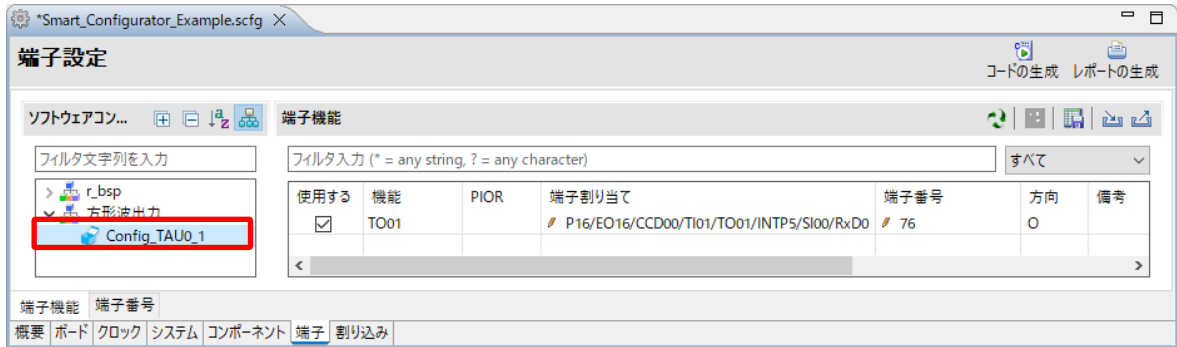 *Smart_Configurator_Example.scfg
端子設定
コードの生成 レポートの生成
ソフトウェアコン... 端子機能
フィルタ文字列を入力 フィルタ入力 (* = any string, ? = any character) すべて
r_bsp
方形波出力
Config_TAU0_1
使用する 機能 PIOR 端子割り当て 端子番号 方向 備考
TO01 P16/EO16/CCD00/TI01/TO01/INTP5/SI00/RxD0 76 O
端子機能 端子番号
概要 ボード クロック システム コンポーネント 端子 割り込み